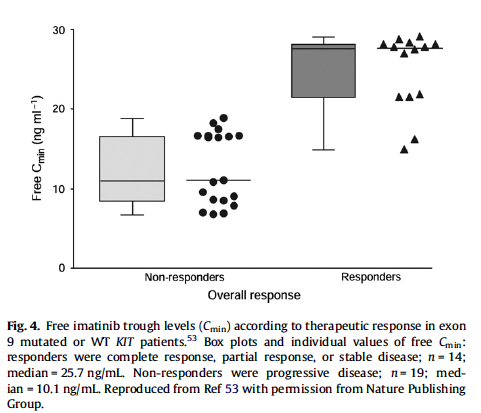 30
20
10
0
Free Cmin (ng ml⁻¹)
Non-responders
Responders
Overall response
Fig. 4. Free imatinib trough levels (Cmin) according to therapeutic response in exon
9 mutated or WT KIT patients.⁵³ Box plots and individual values of free Cmin:
responders were complete response, partial response, or stable disease; n = 14;
median = 25.7 ng/mL. Non-responders were progressive disease; n = 19; med-
ian = 10.1 ng/mL. Reproduced from Ref 53 with permission from Nature Publishing
Group.